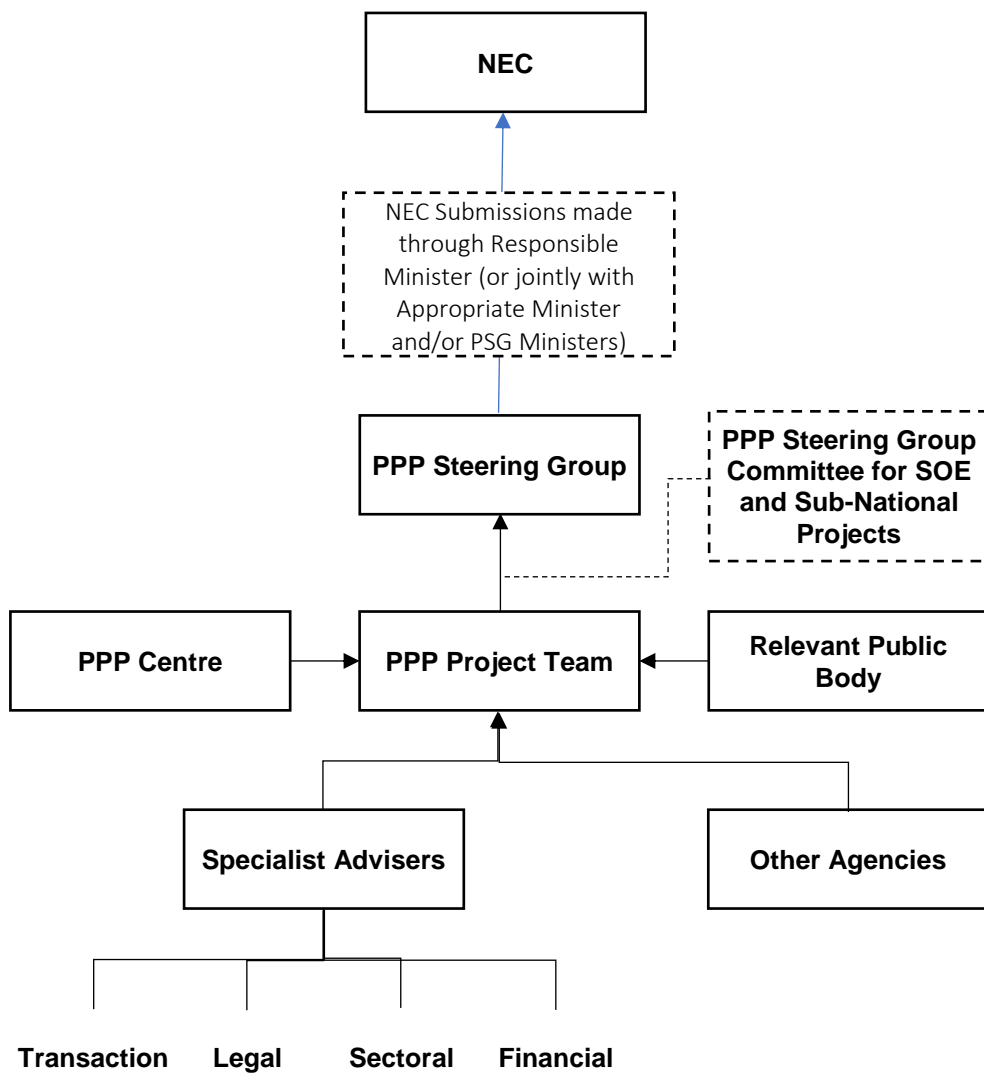 NEC
NEC Submissions made
through Responsible
Minister (or jointly with
Appropriate Minister
and/or PSG Ministers)
PPP Steering Group
PPP Steering Group
Committee for SOE
and Sub-National
Projects
PPP Centre
PPP Project Team
Relevant Public
Body
Specialist Advisers
Other Agencies
Transaction
Legal
Sectoral
Financial